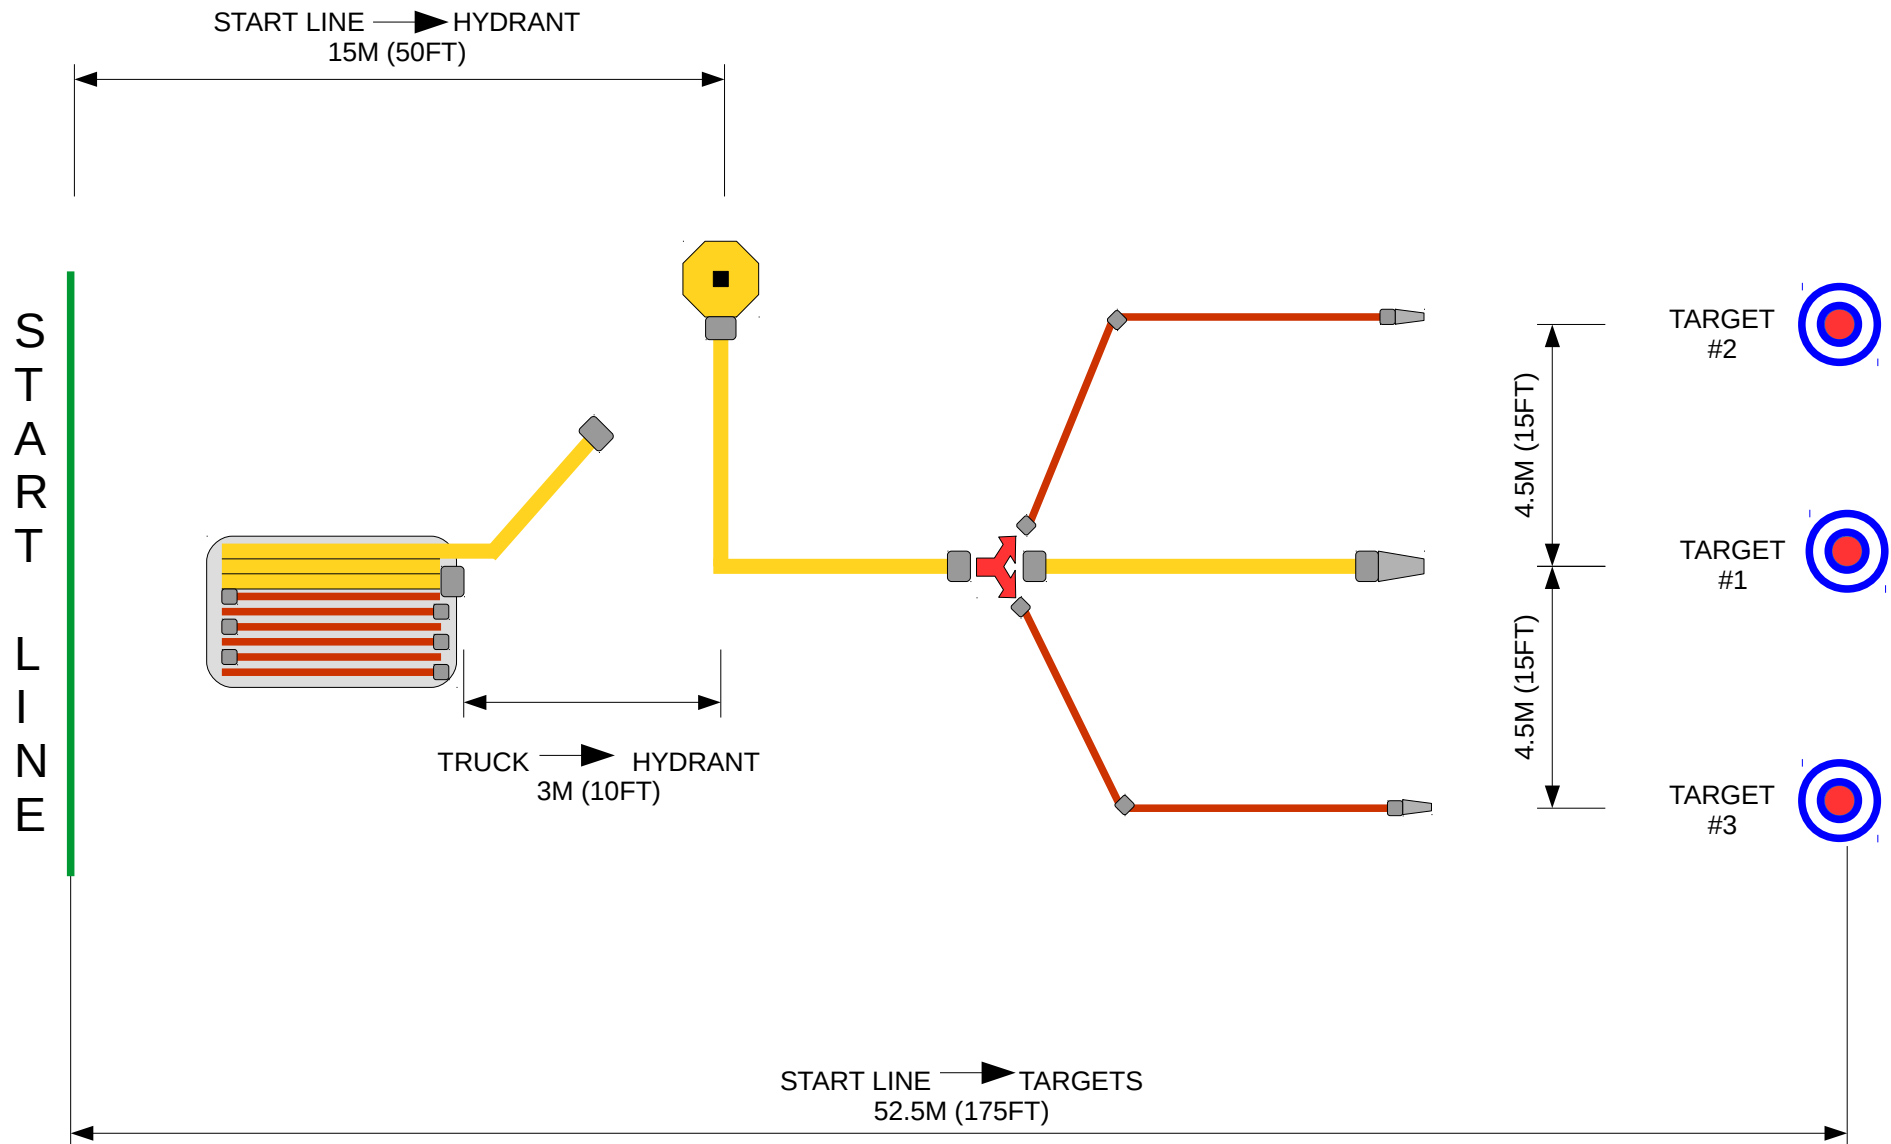 START LINE HYDRANT
15M (50FT)
START LINE
TARGET
#2
4.5M (15FT)
TARGET
#1
4.5M (15FT)
TRUCK HYDRANT
3M (10FT)
TARGET
#3
START LINE TARGETS
52.5M (175FT)